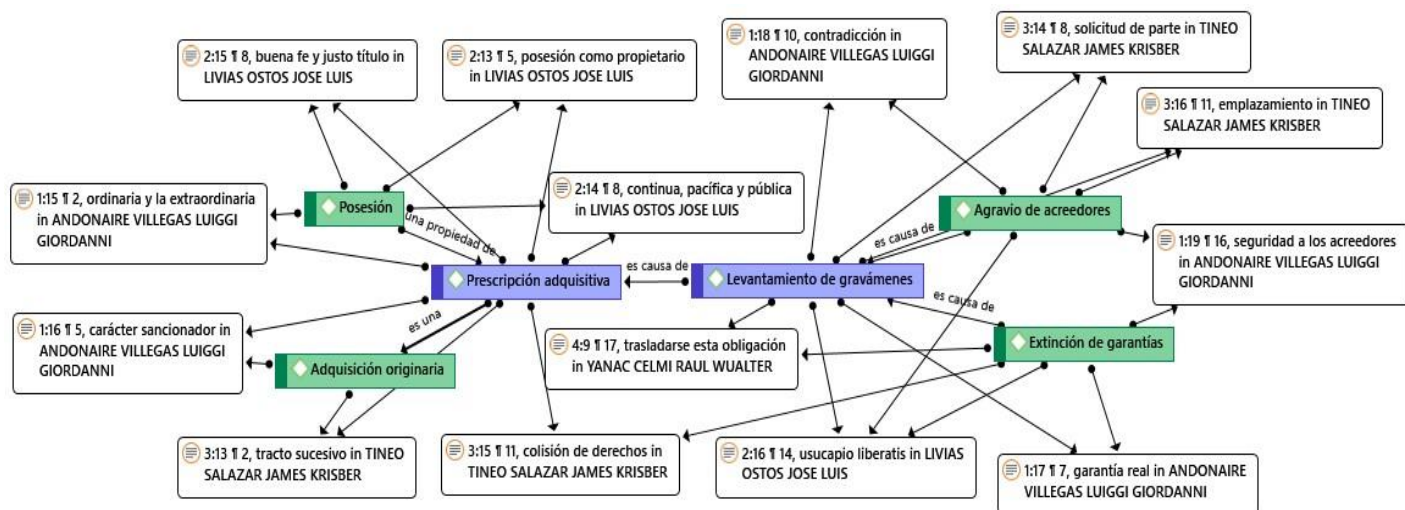 2:15 ¶ 8, buena fe y justo título in
LIVIAS OSTOS JOSE LUIS
2:13 ¶ 5, posesión como propietario
in LIVIAS OSTOS JOSE LUIS
1:18 ¶ 10, contradicción in
ANDONAIRE VILLEGAS LUIGGI
GIORDANNI
3:14 ¶ 8, solicitud de parte in TINEO
SALAZAR JAMES KRISBER
3:16 ¶ 11, emplazamiento in TINEO
SALAZAR JAMES KRISBER
1:15 ¶ 2, ordinaria y la extraordinaria
in ANDONAIRE VILLEGAS LUIGGI
GIORDANNI
Posesión
2:14 ¶ 8, continua, pacífica y pública
in LIVIAS OSTOS JOSE LUIS
Agravio de acreedores
una propiedad de
es causa de
1:19 ¶ 16, seguridad a los acreedores
in ANDONAIRE VILLEGAS LUIGGI
GIORDANNI
Prescripción adquisitiva
es causa de
Levantamiento de gravámenes
es causa de
1:16 ¶ 5, carácter sancionador in
ANDONAIRE VILLEGAS LUIGGI
GIORDANNI
es una
Adquisición originaria
4:9 ¶ 17, trasladarse esta obligación
in YANAC CELMI RAUL WUALTER
Extinción de garantías
3:13 ¶ 2, tracto sucesivo in TINEO
SALAZAR JAMES KRISBER
3:15 ¶ 11, colisión de derechos in
TINEO SALAZAR JAMES KRISBER
2:16 ¶ 14, usucapio liberatis in LIVIAS
OSTOS JOSE LUIS
1:17 ¶ 7, garantía real in ANDONAIRE
VILLEGAS LUIGGI GIORDANNI